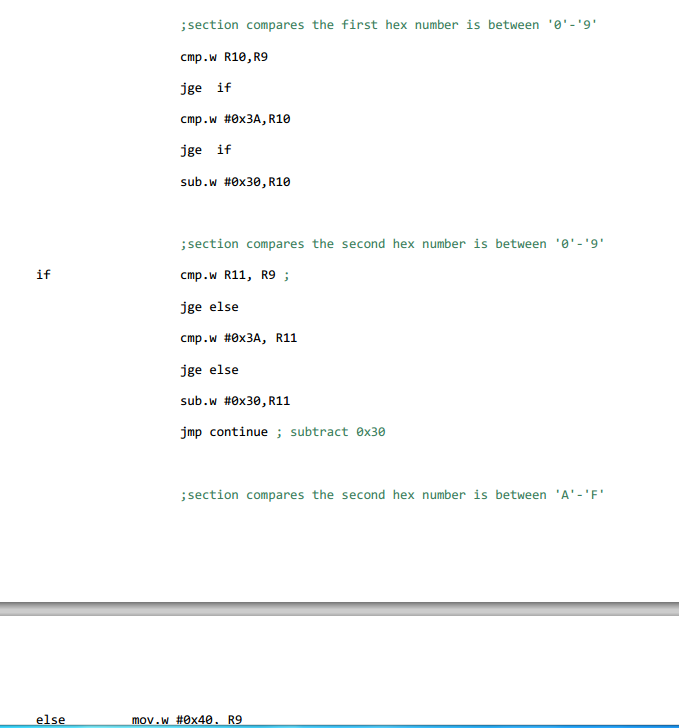 ;section compares the first hex number is between '0'-'9'
cmp.w R10,R9
jge  if
cmp.w #0x3A,R10
jge  if
sub.w #0x30,R10
;section compares the second hex number is between '0'-'9'
if cmp.w R11, R9 ;
jge else
cmp.w #0x3A, R11
jge else
sub.w #0x30,R11
jmp continue ; subtract 0x30
;section compares the second hex number is between 'A'-'F'
else mov.w #0x40, R9